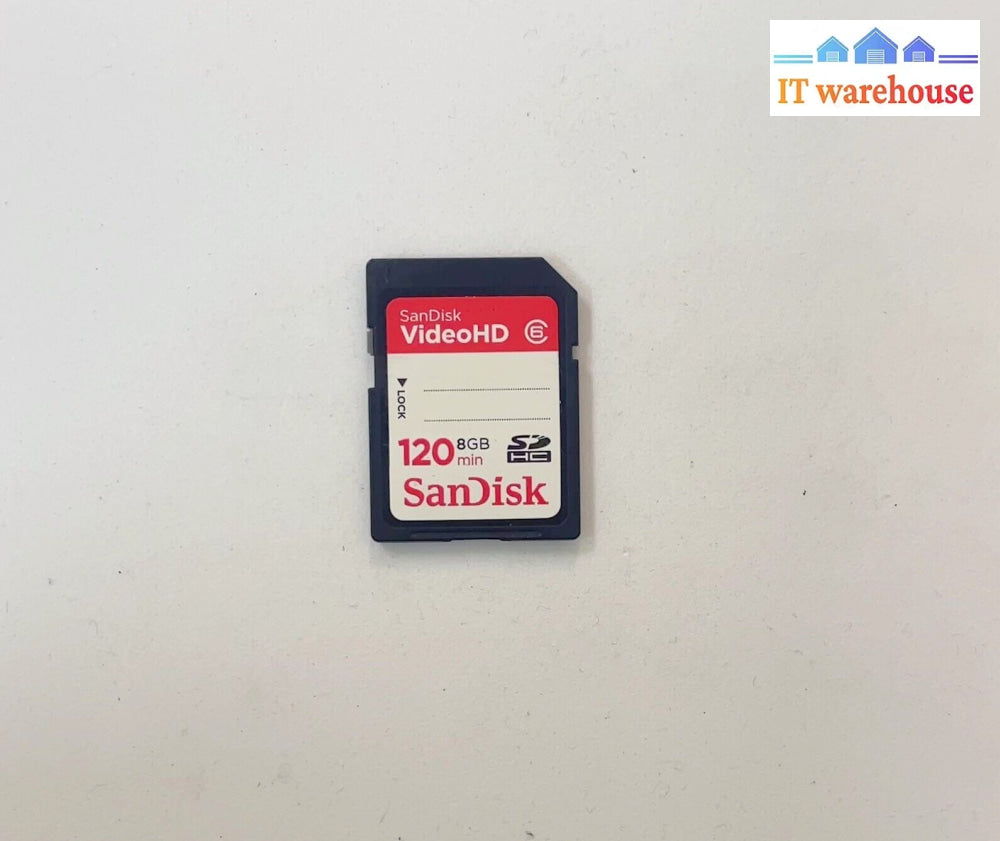 IT warehouse
SanDisk
VideoHD 6
LOCK
120 8GB
min
SD
HC
SanDisk